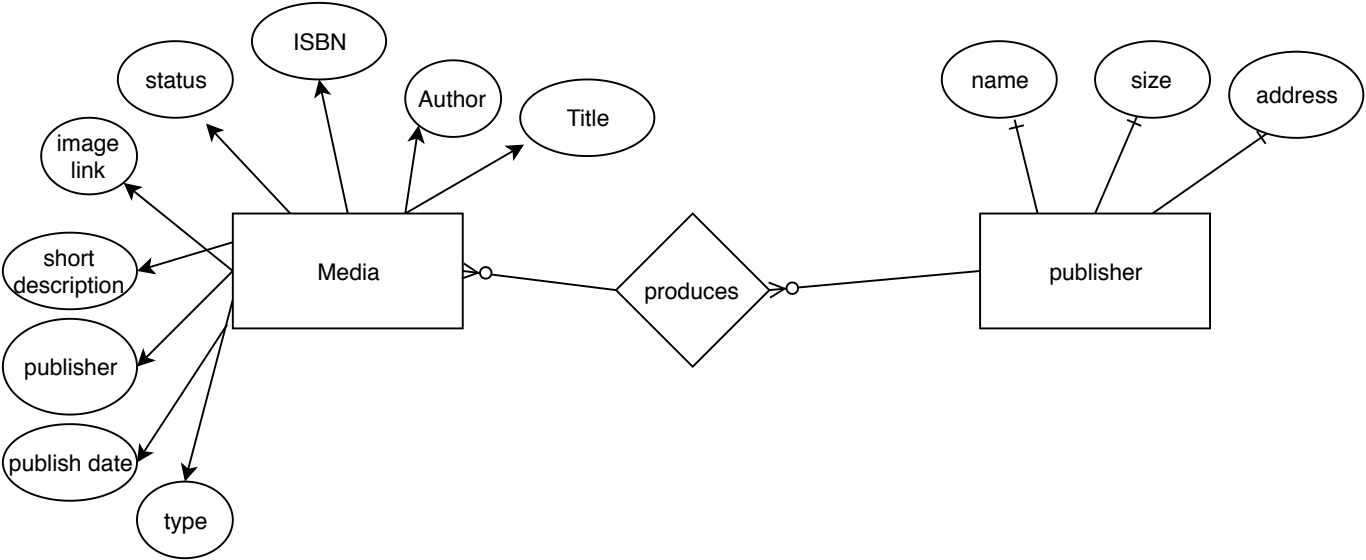 ISBN
status
Author
Title
name
size
address
image
link
short
description
Media
produces
publisher
publisher
publish date
type